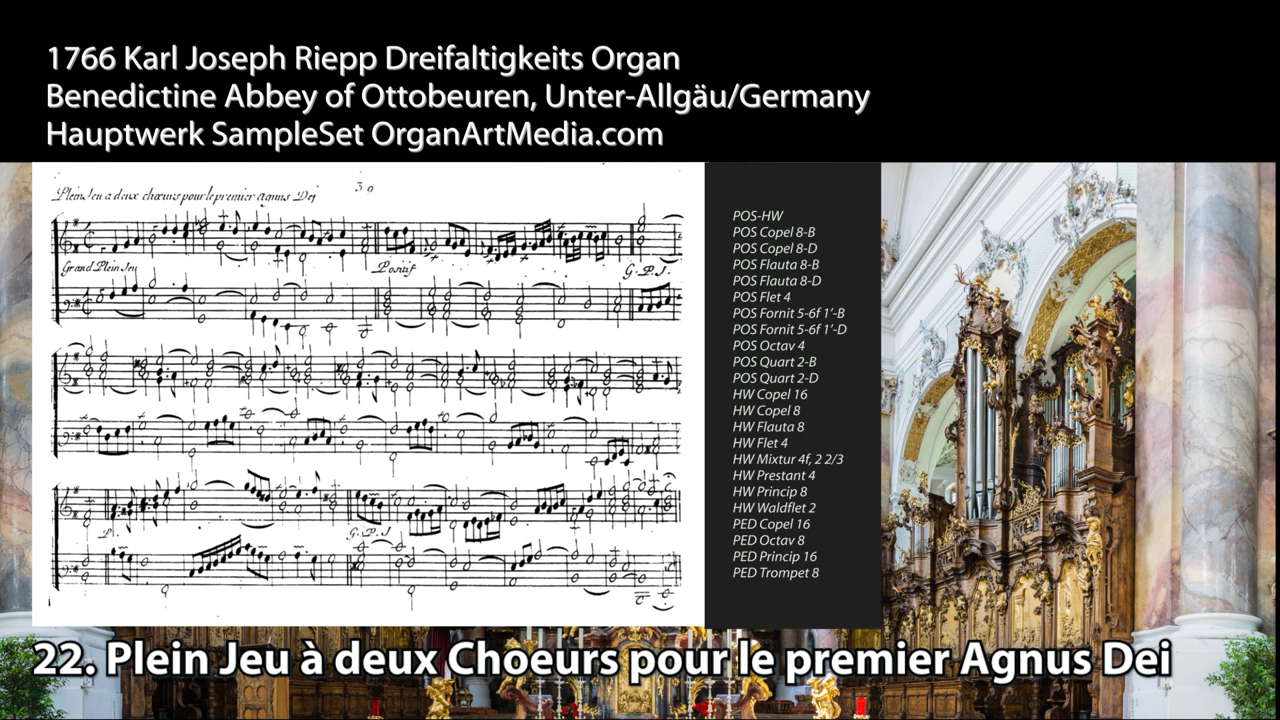 1766 Karl Joseph Riepp Dreifaltigkeits Organ
Benedictine Abbey of Ottobeuren, Unter-Allgäu/Germany
Hauptwerk SampleSet OrganArtMedia.com
Plein Jeu a deux chœurs pour le premier Agnus Dei
39
Grand Plein Jeu
Positif
G.P.J.
P.
G.P.J
POS-HW
POS Copel 8-B
POS Copel 8-D
POS Flauta 8-B
POS Flauta 8-D
POS Flet 4
POS Fornit 5-6f 1'-B
POS Fornit 5-6f 1'-D
POS Octav 4
POS Quart 2-B
POS Quart 2-D
HW Copel 16
HW Copel 8
HW Flauta 8
HW Flet 4
HW Mixtur 4f, 2 2/3
HW Prestant 4
HW Princip 8
HW Waldflet 2
PED Copel 16
PED Octav 8
PED Princip 16
PED Trompet 8
22. Plein Jeu à deux Choeurs pour le premier Agnus Dei